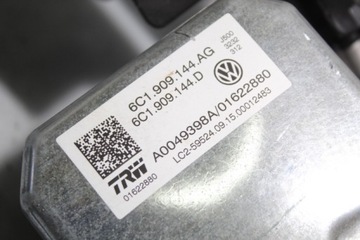 6C1.909.144.AG
6C1.909.144.D
J500
3232
312
A0049398A/01622880
LC2-59524.09.15.00012483
TRW
01622880